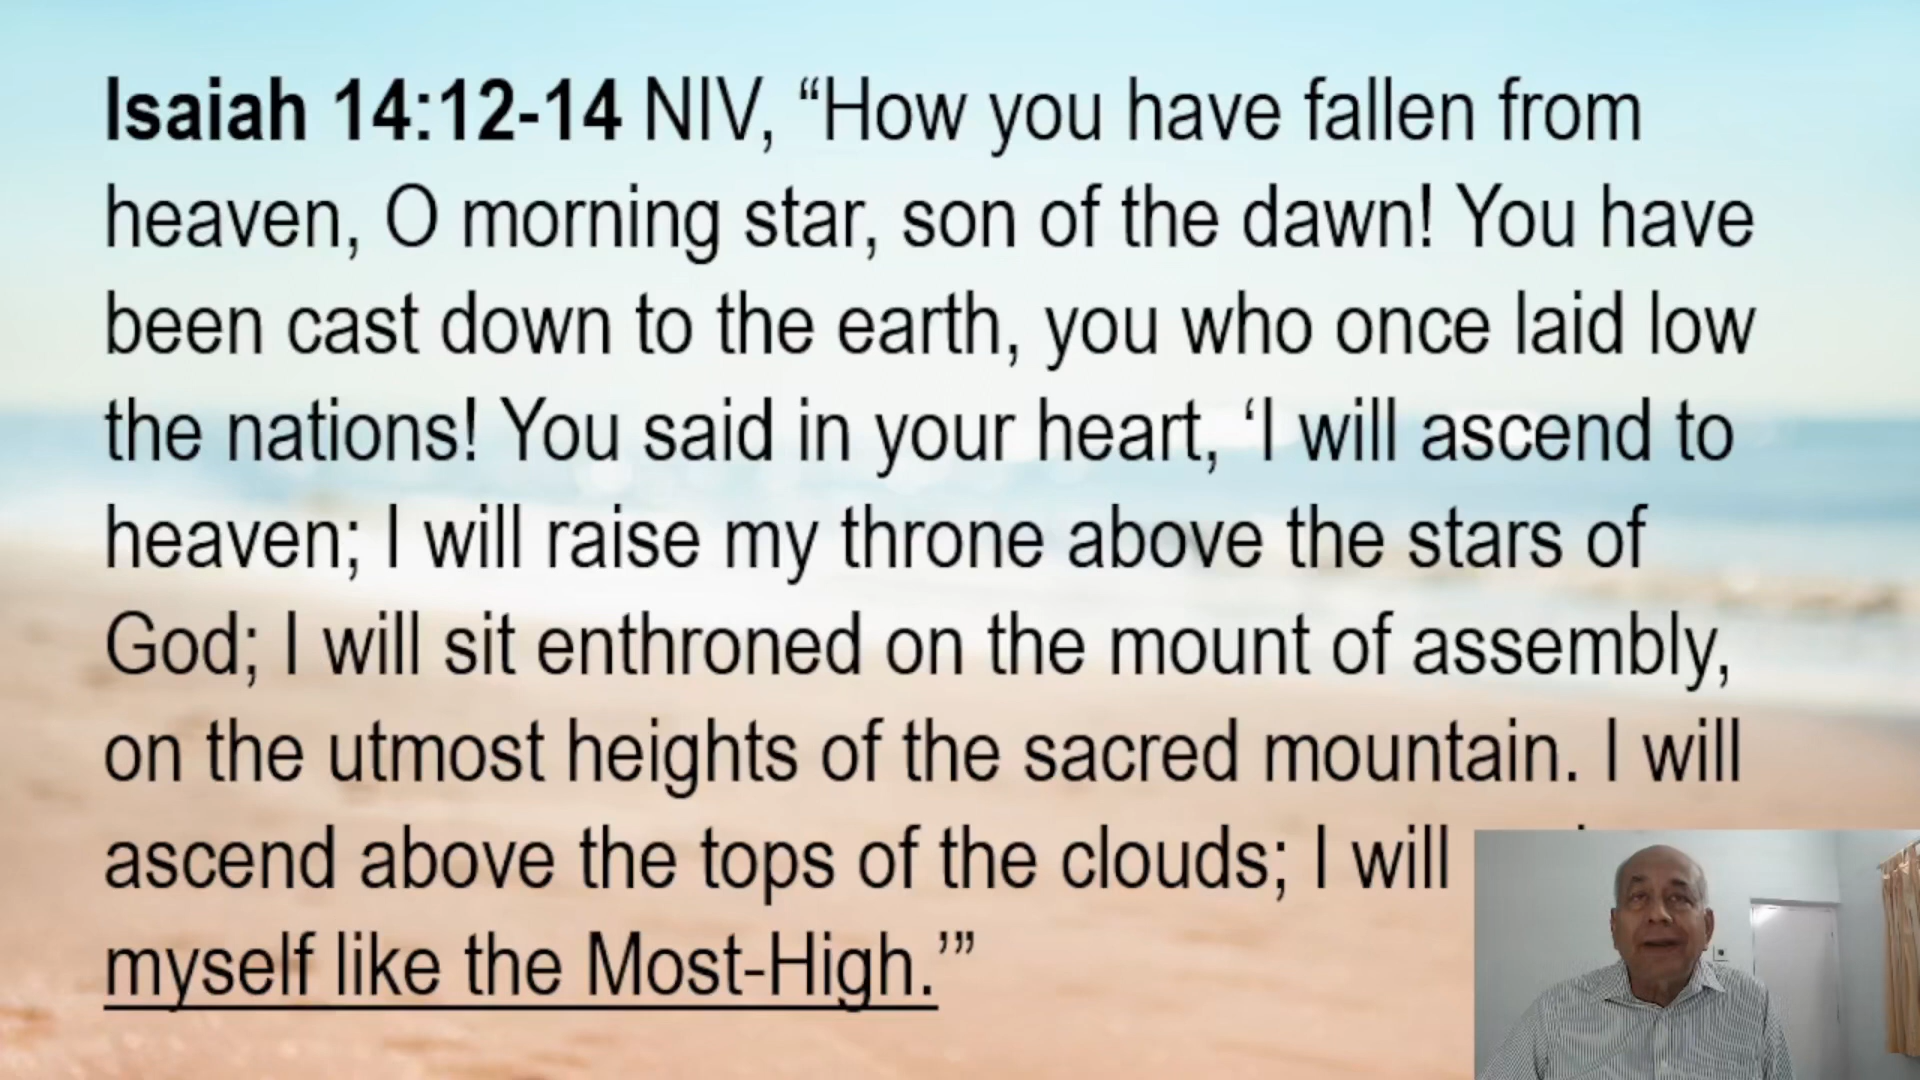 Isaiah 14:12-14 NIV, “How you have fallen from
heaven, O morning star, son of the dawn! You have
been cast down to the earth, you who once laid low
the nations! You said in your heart, ‘I will ascend to
heaven; I will raise my throne above the stars of
God; I will sit enthroned on the mount of assembly,
on the utmost heights of the sacred mountain. I will
ascend above the tops of the clouds; I will
myself like the Most-High.’”